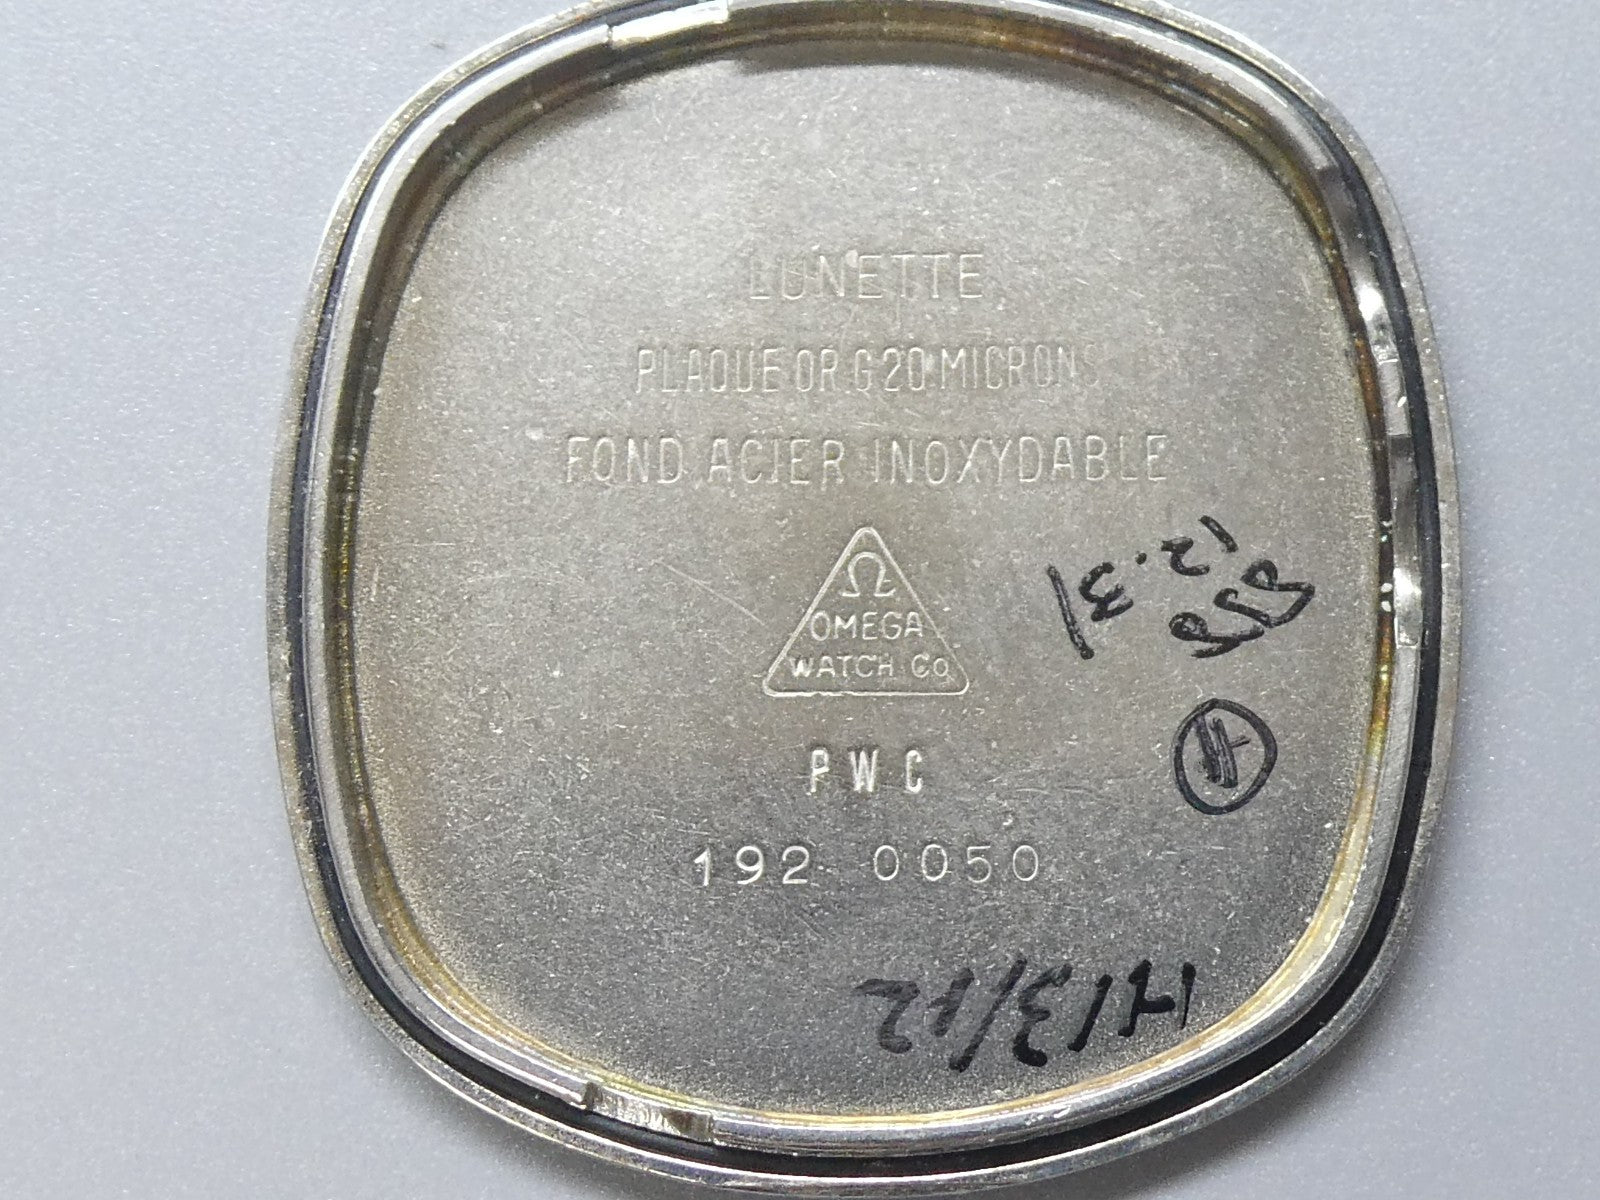 LUNETTE
PLAQUE OR G 20 MICRONS
FOND ACIER INOXYDABLE
Ω
OMEGA
WATCH Co
PWC
192 0050